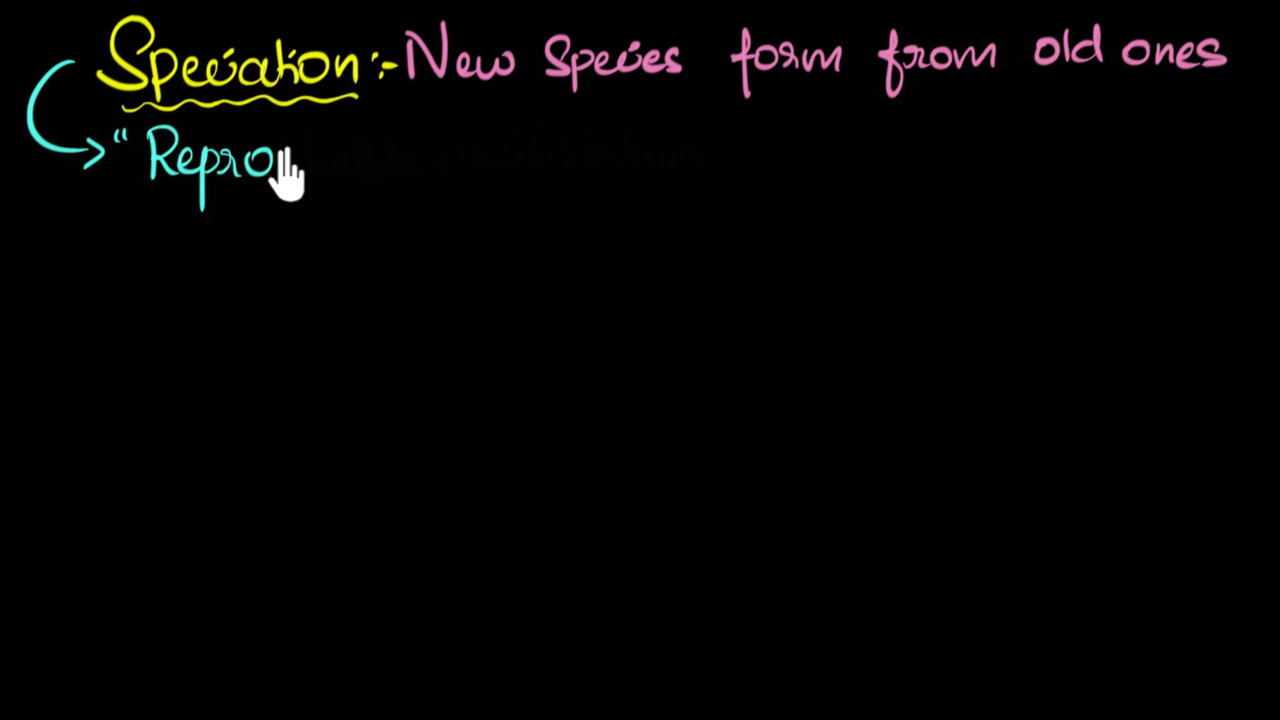 Speciation :- New Species form from old ones
" Repro